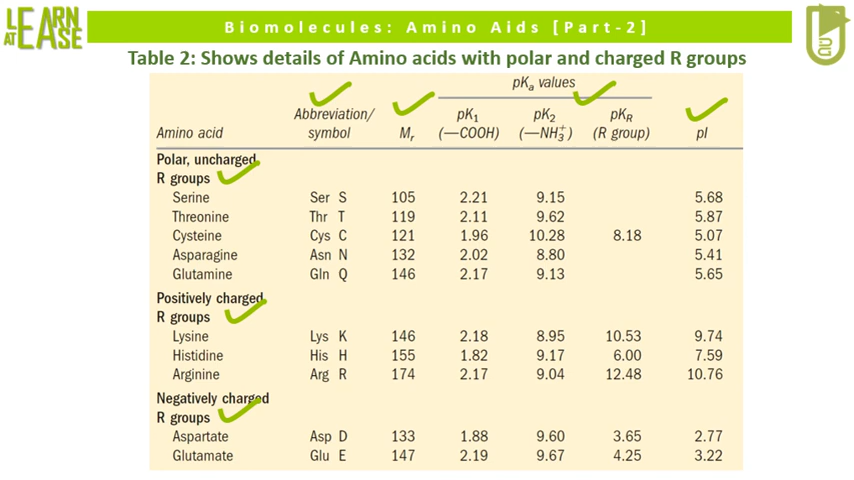 LEARN
AT EASE
Biomolecules: Amino Aids [Part-2]
Table 2: Shows details of Amino acids with polar and charged R groups
pKa values
Abbreviation/ pK1 pK2 pKR
Amino acid symbol Mr (—COOH) (—NH3+) (R group) pI
Polar, uncharged
R groups
Serine Ser S 105 2.21 9.15 5.68
Threonine Thr T 119 2.11 9.62 5.87
Cysteine Cys C 121 1.96 10.28 8.18 5.07
Asparagine Asn N 132 2.02 8.80 5.41
Glutamine Gln Q 146 2.17 9.13 5.65
Positively charged
R groups
Lysine Lys K 146 2.18 8.95 10.53 9.74
Histidine His H 155 1.82 9.17 6.00 7.59
Arginine Arg R 174 2.17 9.04 12.48 10.76
Negatively charged
R groups
Aspartate Asp D 133 1.88 9.60 3.65 2.77
Glutamate Glu E 147 2.19 9.67 4.25 3.22